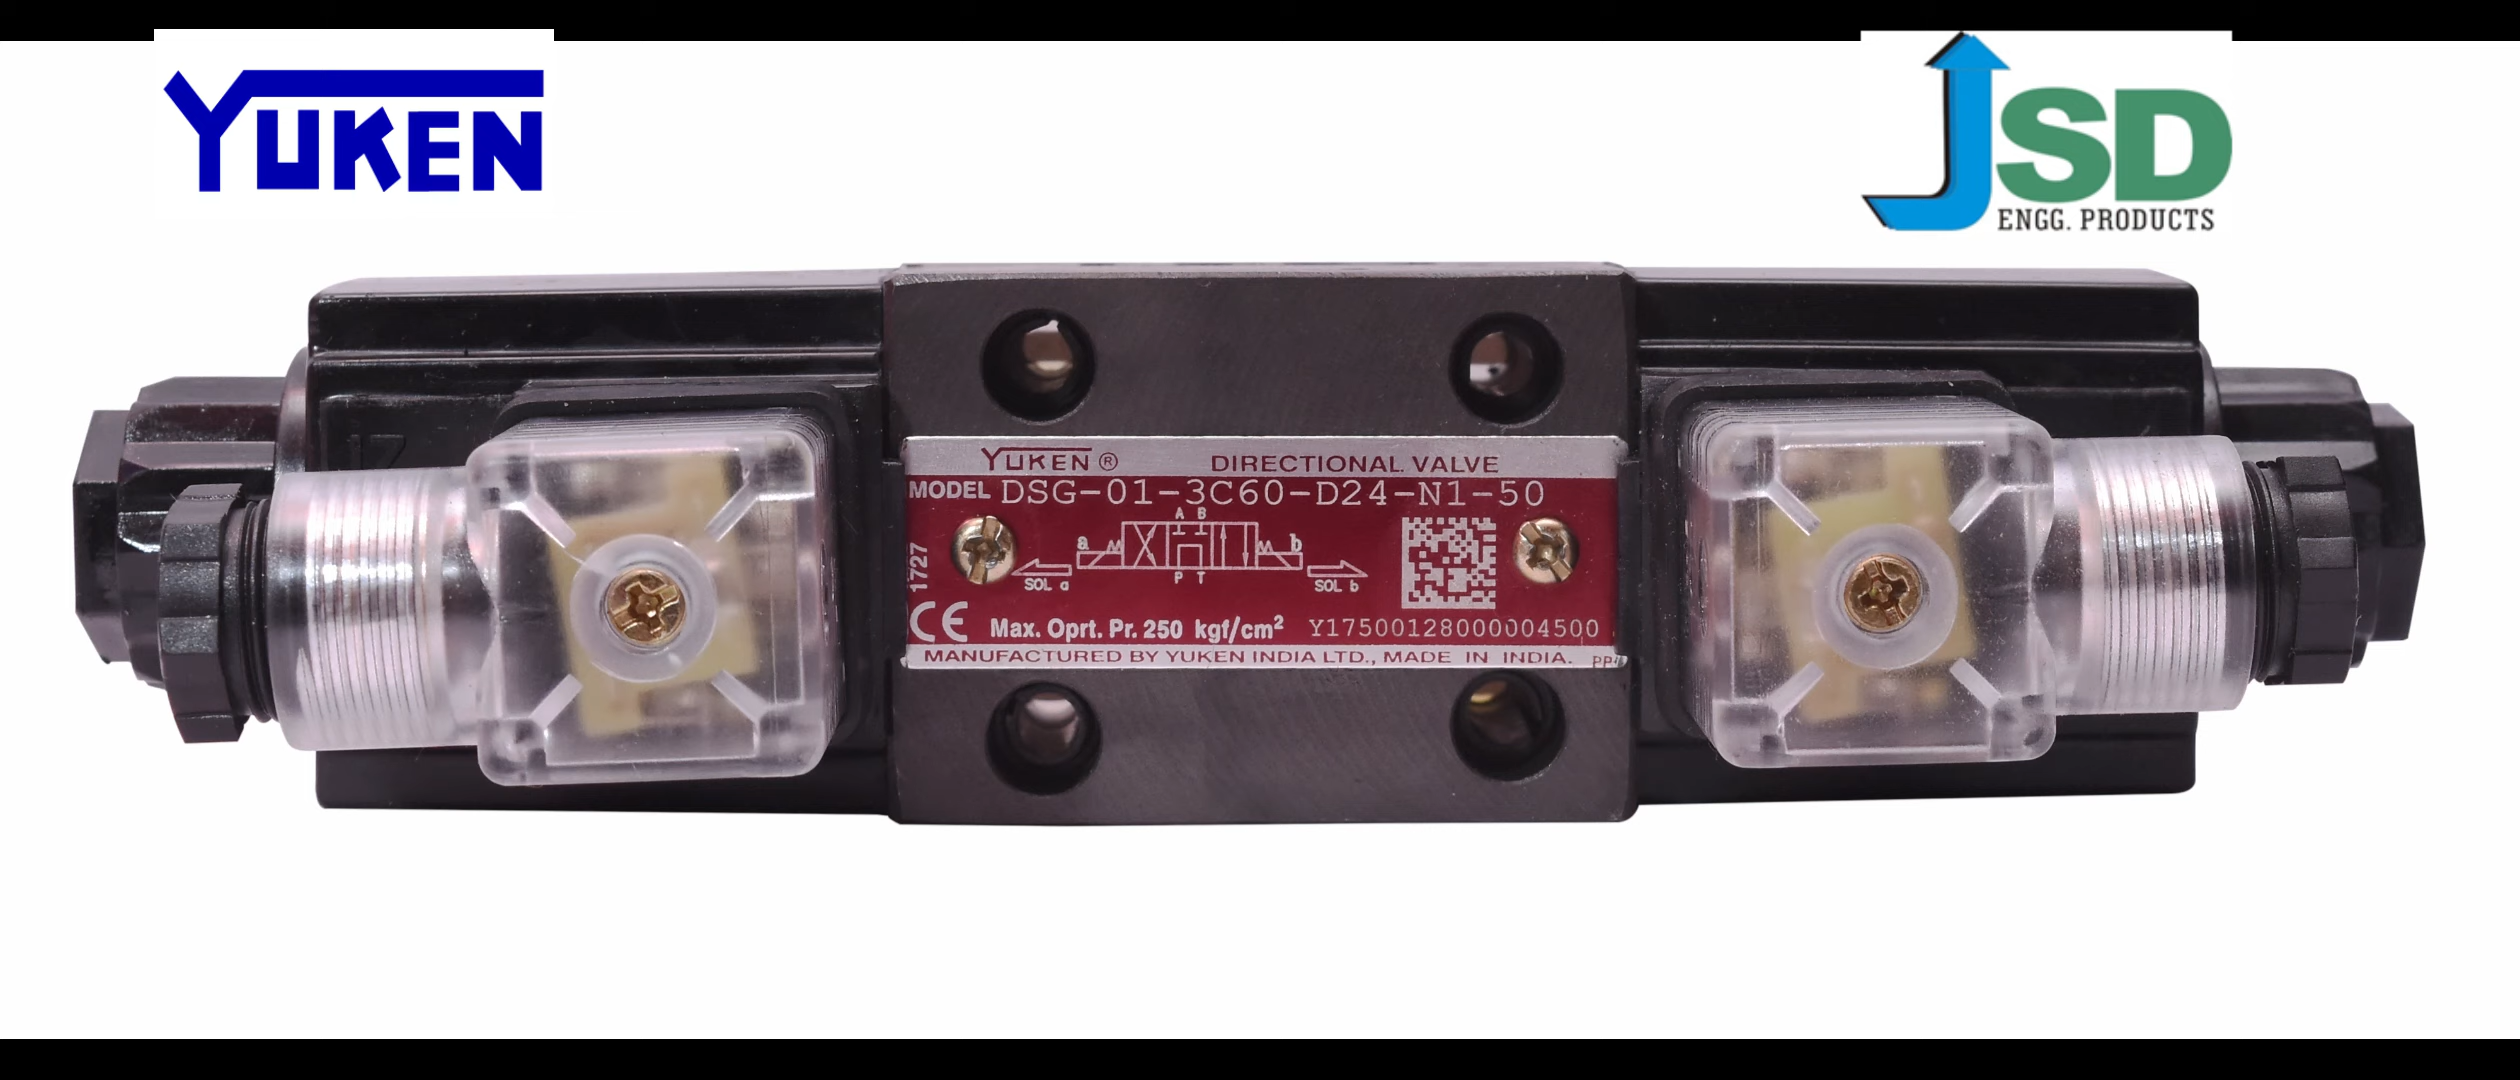 YUKEN
JSD
ENGG. PRODUCTS
17
YUKEN ® DIRECTIONAL VALVE
MODEL DSG-01-3C60-D24-N1-50
A B
a b
P T
SOL a SOL b
1727
CE Max. Oprt. Pr. 250 kgf/cm² Y17500128000004500
MANUFACTURED BY YUKEN INDIA LTD., MADE IN INDIA.